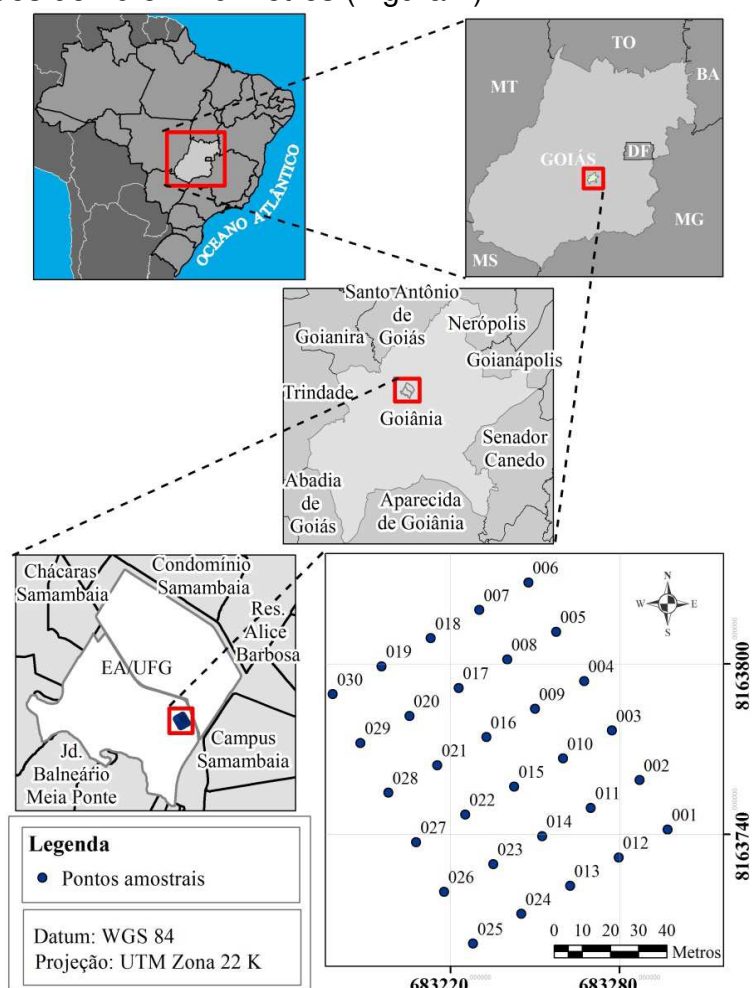 OCEANO ATLÂNTICO
TO
MT
BA
DF
GOIÁS
MG
MS
Santo Antônio
de
Goiás
Nerópolis
Goianira
Goianápolis
Trindade
Goiânia
Senador
Canedo
Abadia
de
Goiás
Aparecida
de Goiânia
Chácaras
Samambaia
Condomínio
Samambaia
Res.
Alice
Barbosa
EA/UFG
Campus
Samambaia
Jd.
Balneário
Meia Ponte
Legenda
Pontos amostrais
Datum: WGS 84
Projeção: UTM Zona 22 K
N
W E
S
006
007
005
018
008
004
019
017
009
003
030
020
016
010
002
029
021
015
011
001
028
022
014
012
027
023
013
026
024
025
8163800
8163740
0 10 20 30 40
Metros
683220
683280